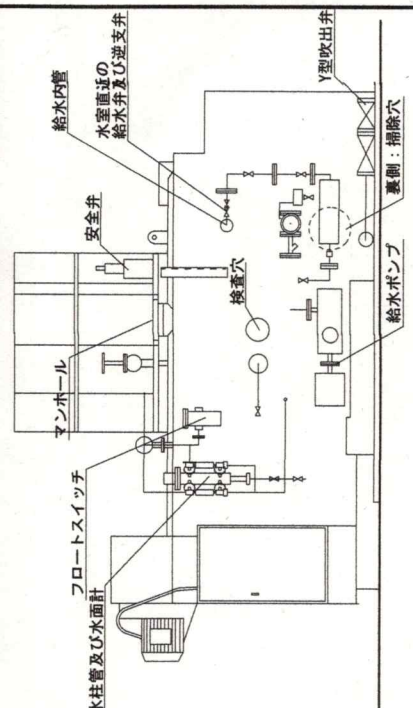 水柱管及び水面計
フロートスイッチ
マンホール
安全弁
給水内管
水室直近の
給水弁及び逆支弁
検査穴
給水ポンプ
裏側：掃除穴
Y型吹出弁